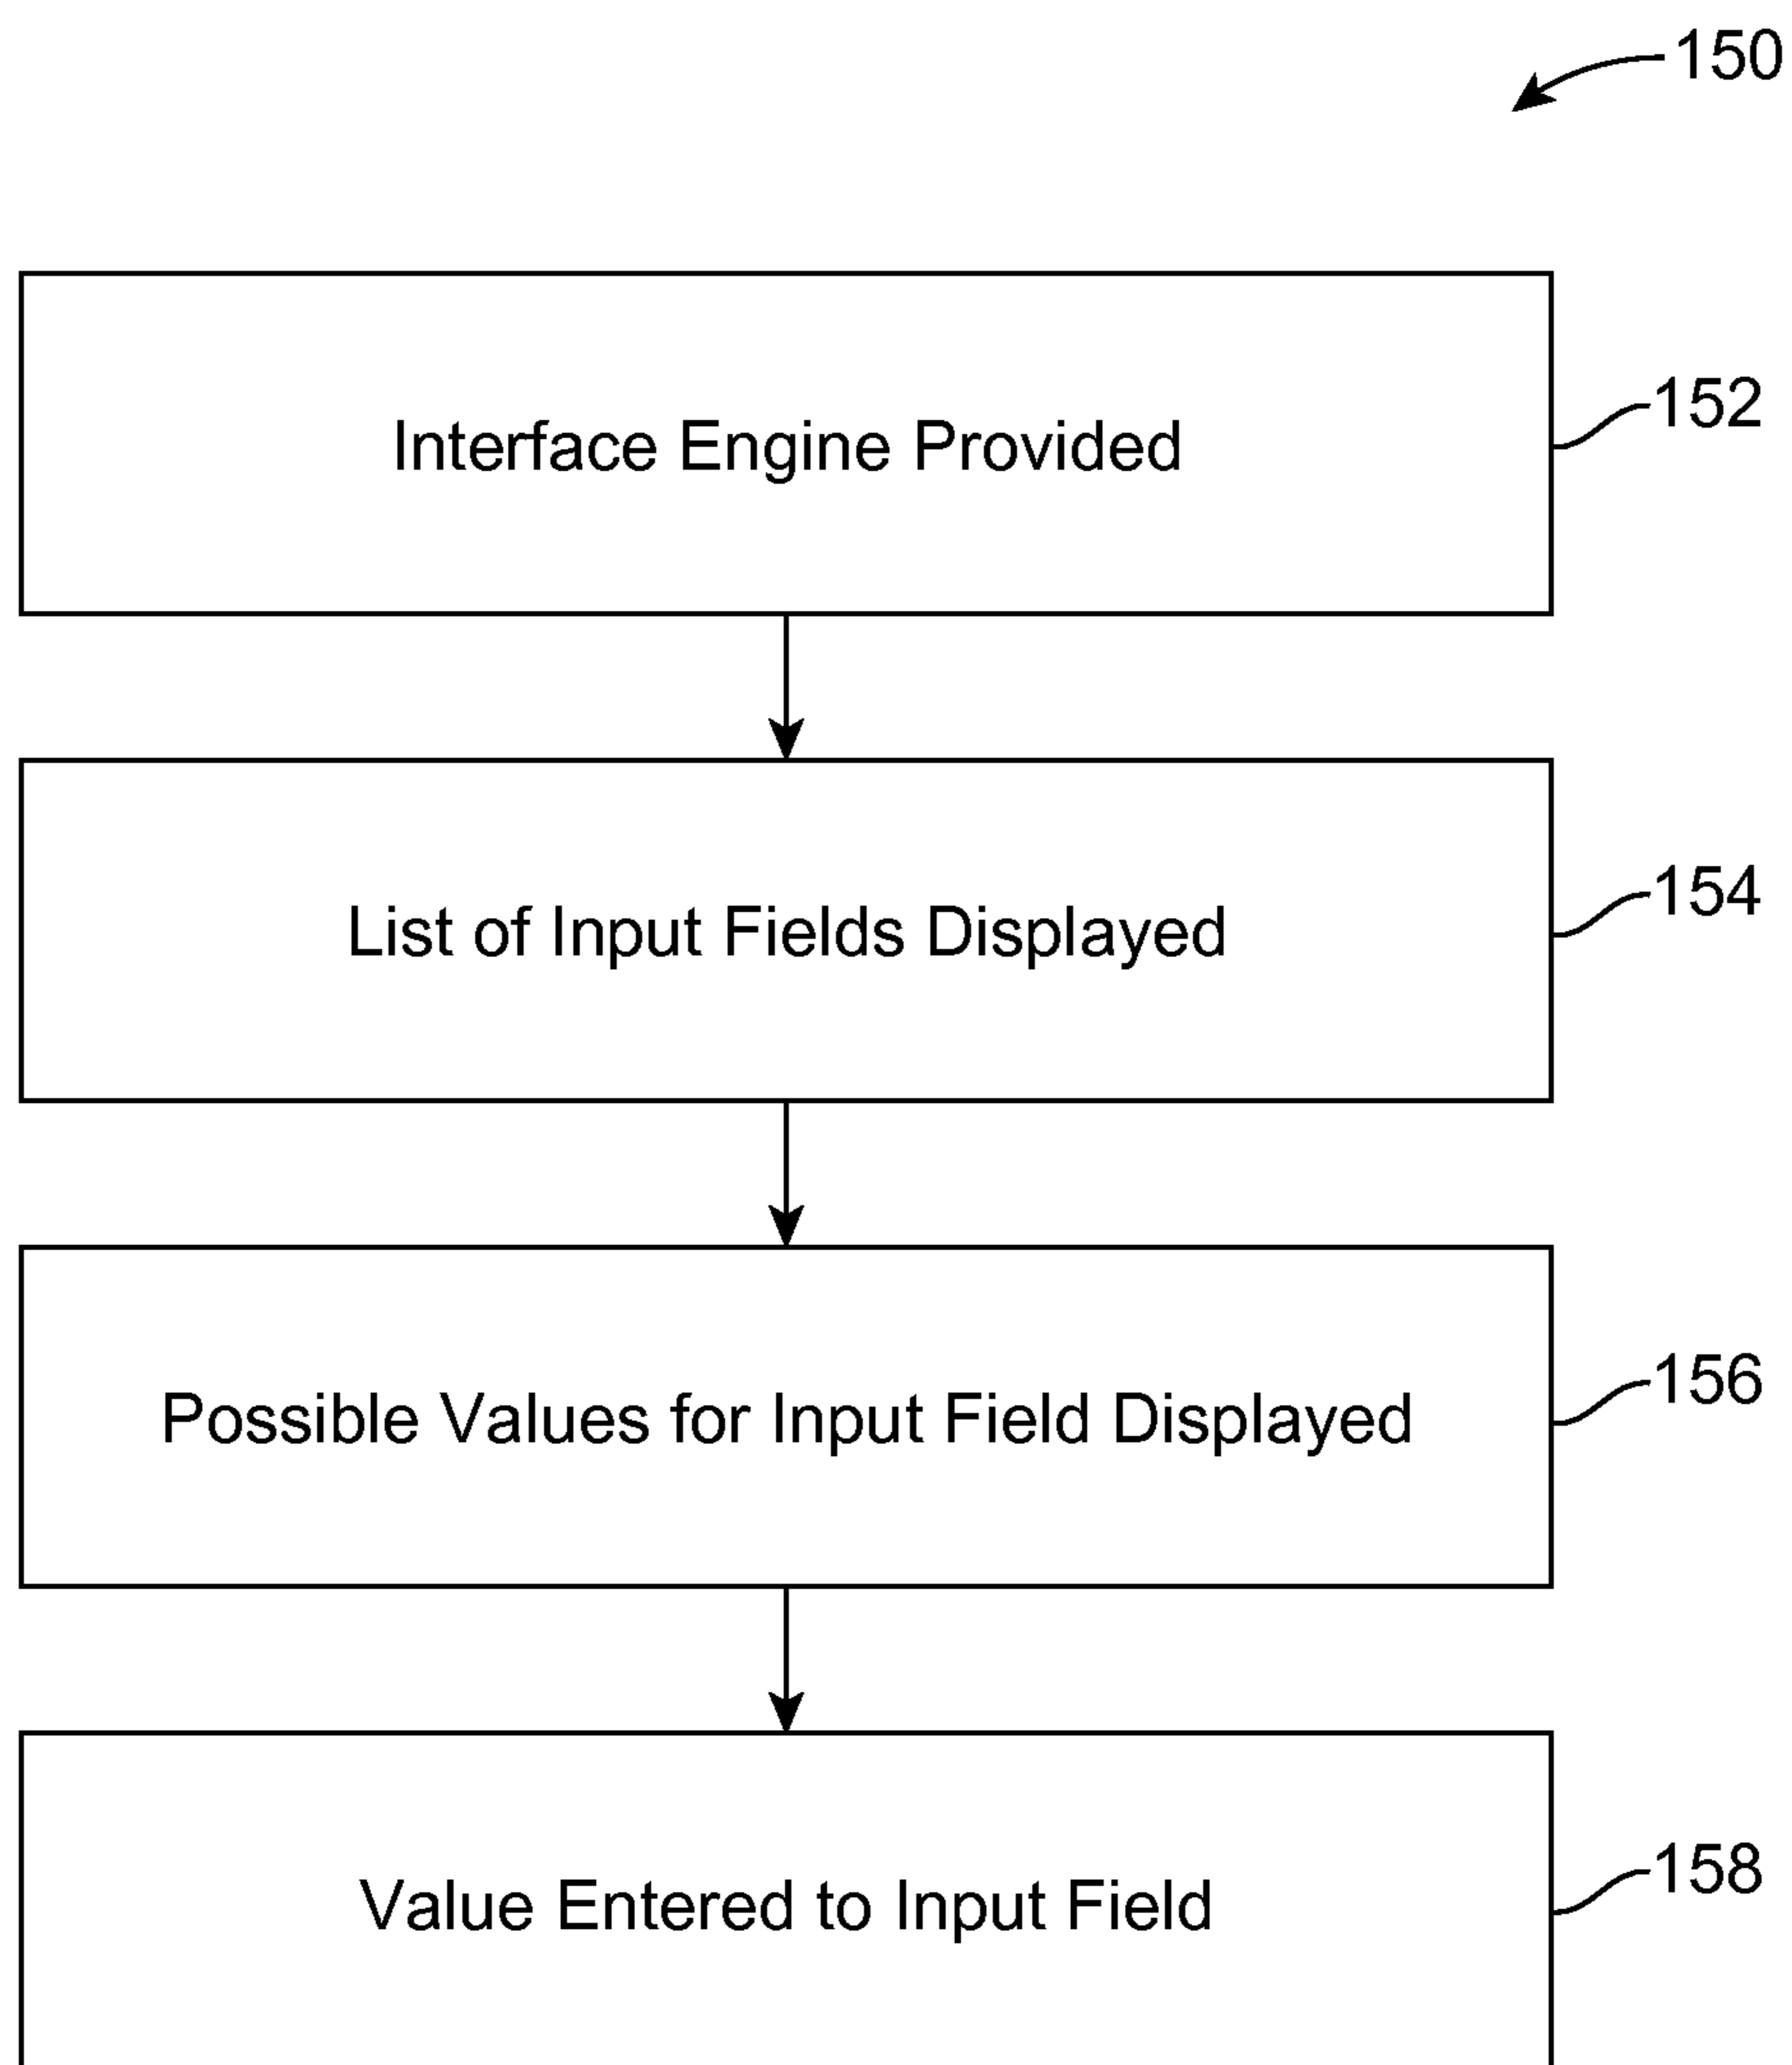 150
Interface Engine Provided
152
List of Input Fields Displayed
154
Possible Values for Input Field Displayed
156
Value Entered to Input Field
158